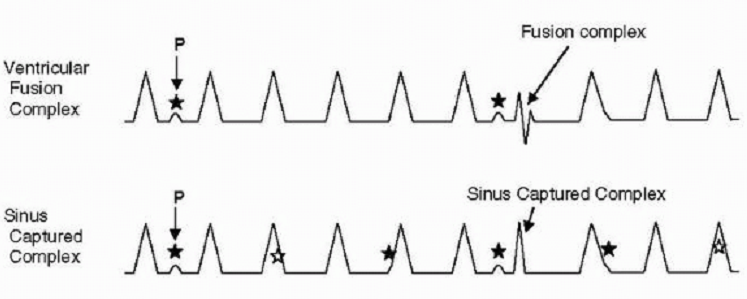 P
Fusion complex
Ventricular
Fusion
Complex
P
Sinus Captured Complex
Sinus
Captured
Complex